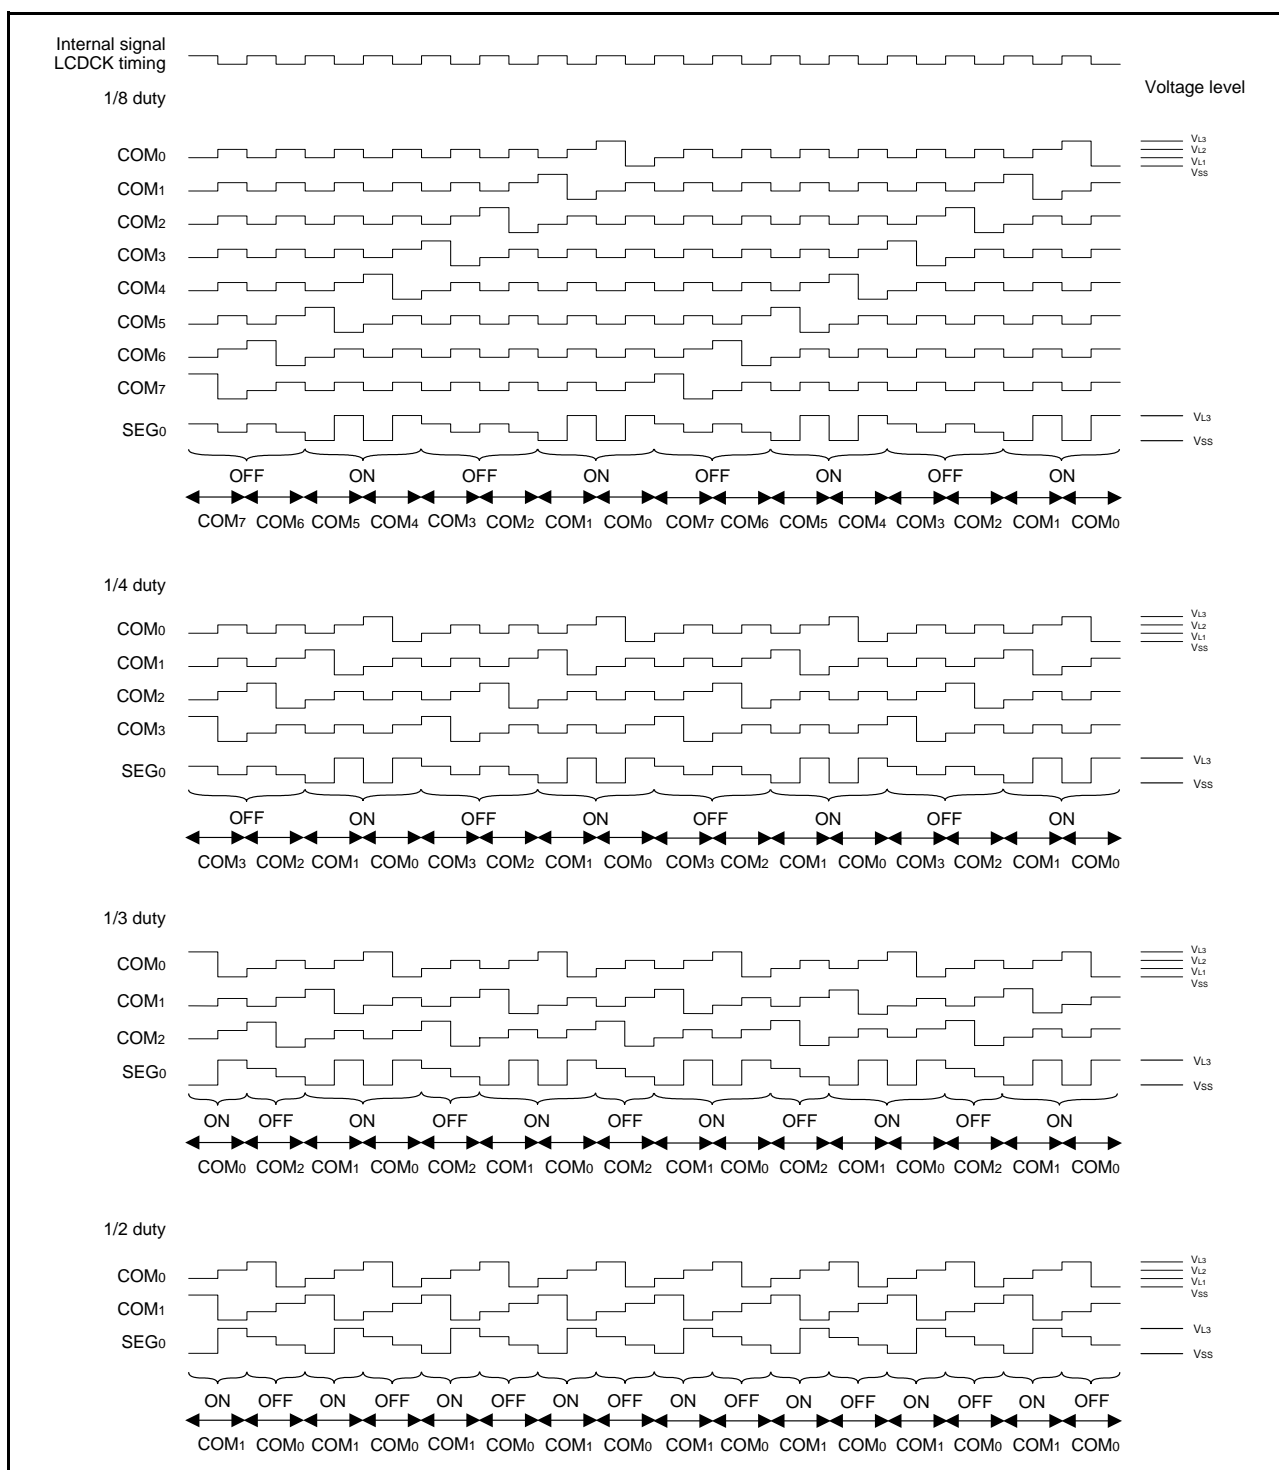 Internal signal
LCDCK timing
Voltage level
1/8 duty
COM0
VL3
VL2
VL1
VSS
COM1
COM2
COM3
COM4
COM5
COM6
COM7
SEG0
VL3
VSS
OFF ON OFF ON OFF ON OFF ON
COM7 COM6 COM5 COM4 COM3 COM2 COM1 COM0 COM7 COM6 COM5 COM4 COM3 COM2 COM1 COM0
1/4 duty
COM0
VL3
VL2
VL1
VSS
COM1
COM2
COM3
SEG0
VL3
VSS
OFF ON OFF ON OFF ON OFF ON
COM3 COM2 COM1 COM0 COM3 COM2 COM1 COM0 COM3 COM2 COM1 COM0 COM3 COM2 COM1 COM0
1/3 duty
COM0
VL3
VL2
VL1
VSS
COM1
COM2
SEG0
VL3
VSS
ON OFF ON OFF ON OFF ON OFF ON OFF ON
COM0 COM2 COM1 COM0 COM2 COM1 COM0 COM2 COM1 COM0 COM2 COM1 COM0 COM2 COM1 COM0
1/2 duty
COM0
VL3
VL2
VL1
VSS
COM1
SEG0
VL3
VSS
ON OFF ON OFF ON OFF ON OFF ON OFF ON OFF ON OFF ON OFF
COM1 COM0 COM1 COM0 COM1 COM0 COM1 COM0 COM1 COM0 COM1 COM0 COM1 COM0 COM1 COM0